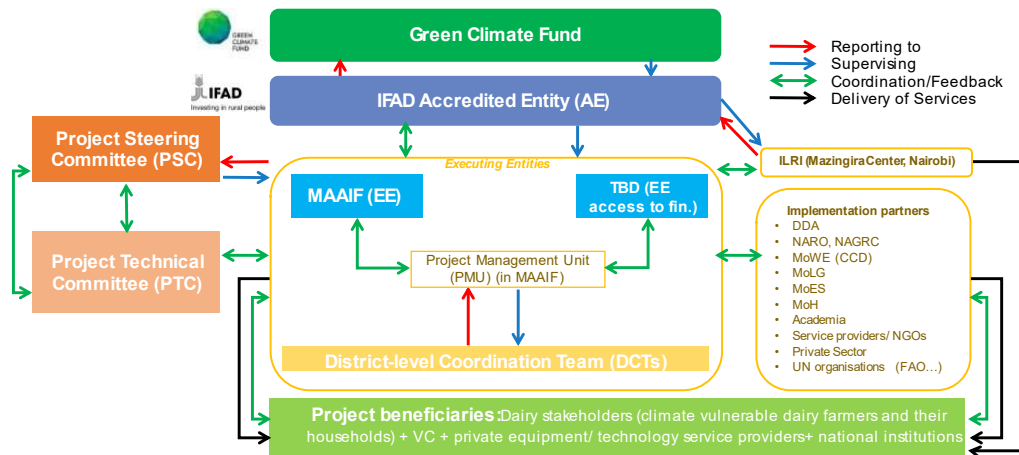 GREEN
CLIMATE
FUND
Green Climate Fund
Reporting to
Supervising
Coordination/Feedback
Delivery of Services
IFAD
Investing in rural people
IFAD Accredited Entity (AE)
Project Steering
Committee (PSC)
Executing Entities
ILRI (Mazingira Center, Nairobi)
MAAIF (EE)
TBD (EE
access to fin.)
Project Technical
Committee (PTC)
Project Management Unit
(PMU) (in MAAIF)
Implementation partners
• DDA
• NARO, NAGRC
• MoWE (CCD)
• MoLG
• MoES
• MoH
• Academia
• Service providers/ NGOs
• Private Sector
• UN organisations (FAO…)
District-level Coordination Team (DCTs)
Project beneficiaries:Dairy stakeholders (climate vulnerable dairy farmers and their
households) + VC + private equipment/ technology service providers+ national institutions